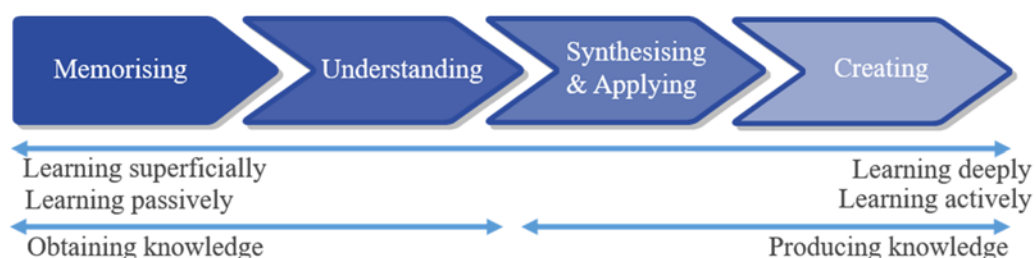 Memorising
Understanding
Synthesising
& Applying
Creating
Learning superficially
Learning deeply
Learning passively
Learning actively
Obtaining knowledge
Producing knowledge